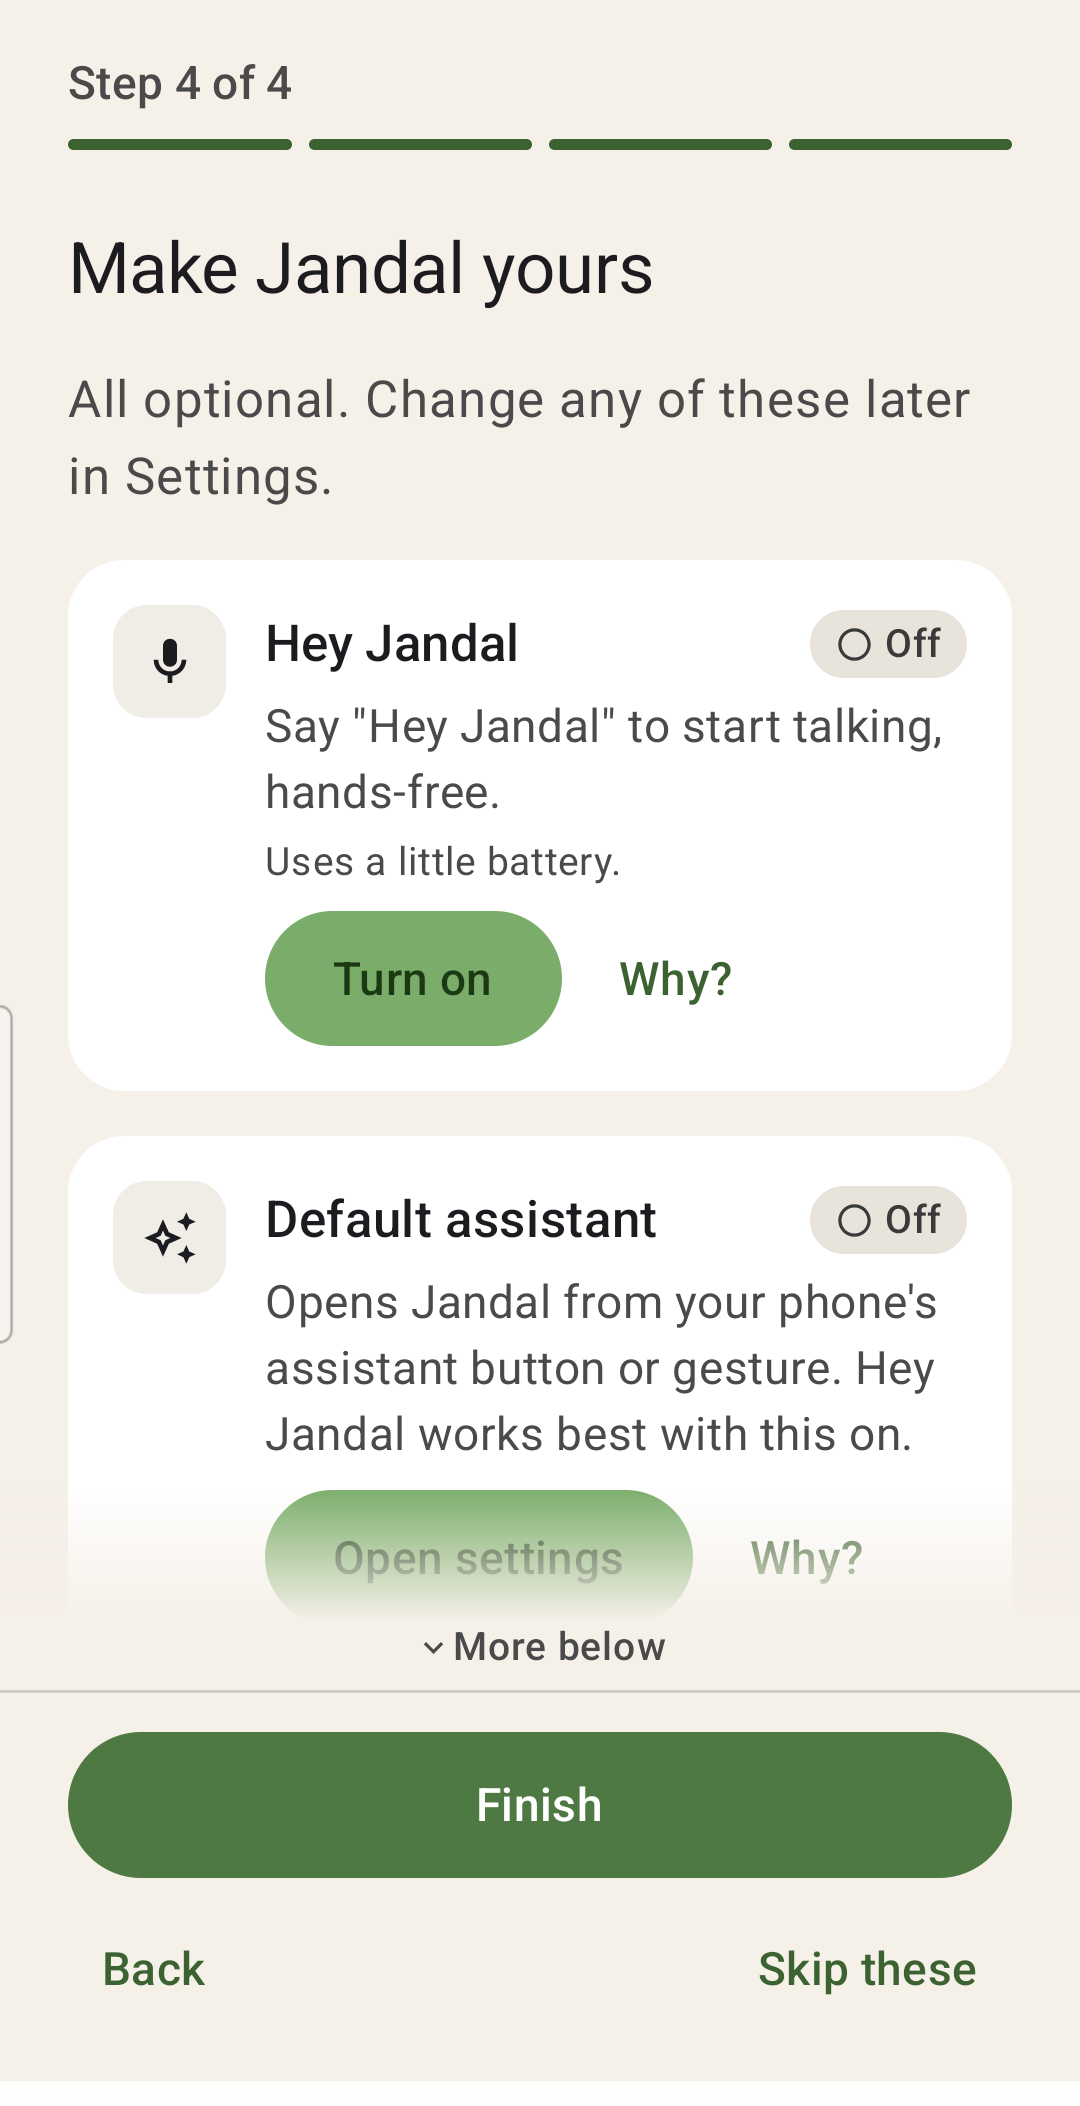 Step 4 of 4
Make Jandal yours
All optional. Change any of these later
in Settings.
Hey Jandal
Off
Say "Hey Jandal" to start talking,
hands-free.
Uses a little battery.
Turn on
Why?
Default assistant
Off
Opens Jandal from your phone's
assistant button or gesture. Hey
Jandal works best with this on.
Open settings
Why?
More below
Finish
Back
Skip these